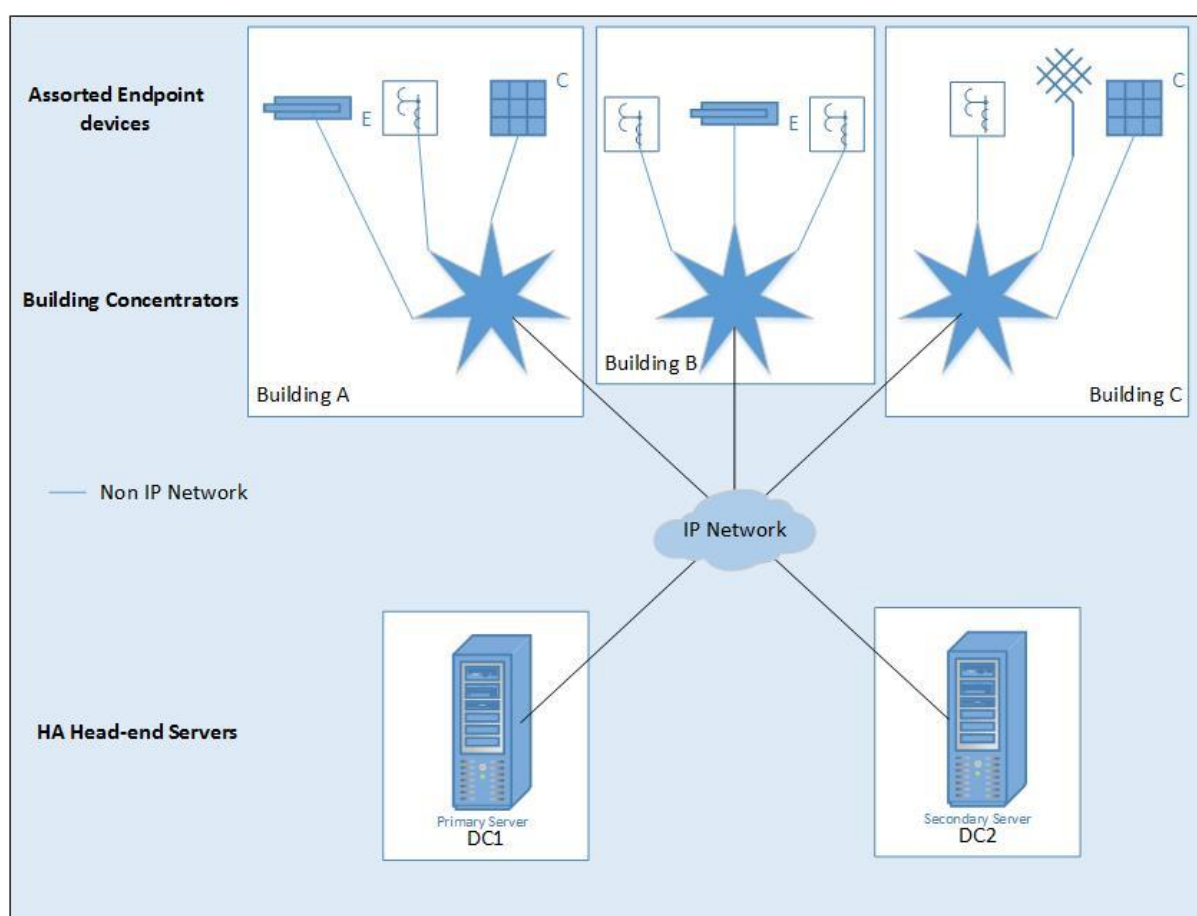 Assorted Endpoint
devices
E
C
E
C
Building Concentrators
Building A
Building B
Building C
Non IP Network
IP Network
HA Head-end Servers
Primary Server
DC1
Secondary Server
DC2